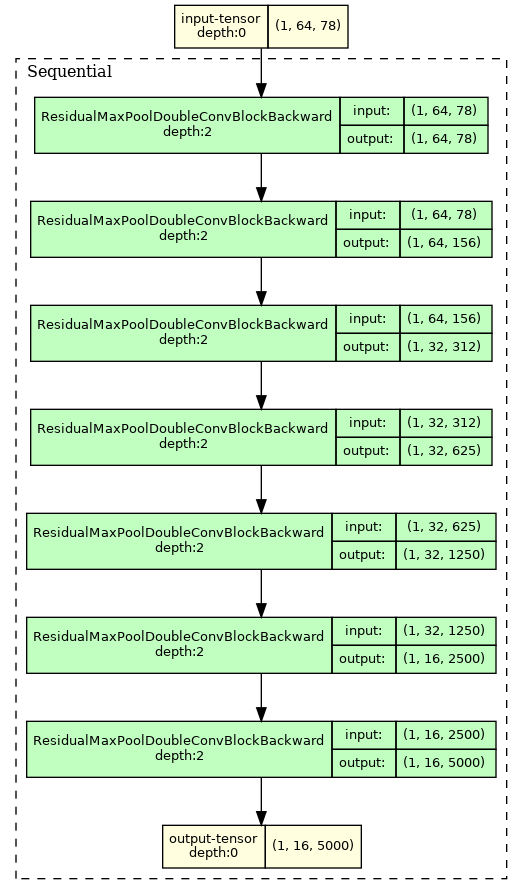 input-tensor
depth:0
(1, 64, 78)
Sequential
ResidualMaxPoolDoubleConvBlockBackward
depth:2
input:
(1, 64, 78)
output:
(1, 64, 78)
ResidualMaxPoolDoubleConvBlockBackward
depth:2
input:
(1, 64, 78)
output:
(1, 64, 156)
ResidualMaxPoolDoubleConvBlockBackward
depth:2
input:
(1, 64, 156)
output:
(1, 32, 312)
ResidualMaxPoolDoubleConvBlockBackward
depth:2
input:
(1, 32, 312)
output:
(1, 32, 625)
ResidualMaxPoolDoubleConvBlockBackward
depth:2
input:
(1, 32, 625)
output:
(1, 32, 1250)
ResidualMaxPoolDoubleConvBlockBackward
depth:2
input:
(1, 32, 1250)
output:
(1, 16, 2500)
ResidualMaxPoolDoubleConvBlockBackward
depth:2
input:
(1, 16, 2500)
output:
(1, 16, 5000)
output-tensor
depth:0
(1, 16, 5000)